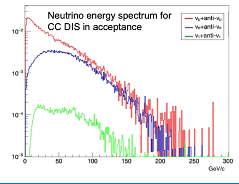 Neutrino energy spectrum for
CC DIS in acceptance
νμ+anti-νμ
νe+anti-νe
ντ+anti-ντ
10⁻²
10⁻³
10⁻⁴
10⁻⁵
0 50 100 150 200 250 300
GeV/c